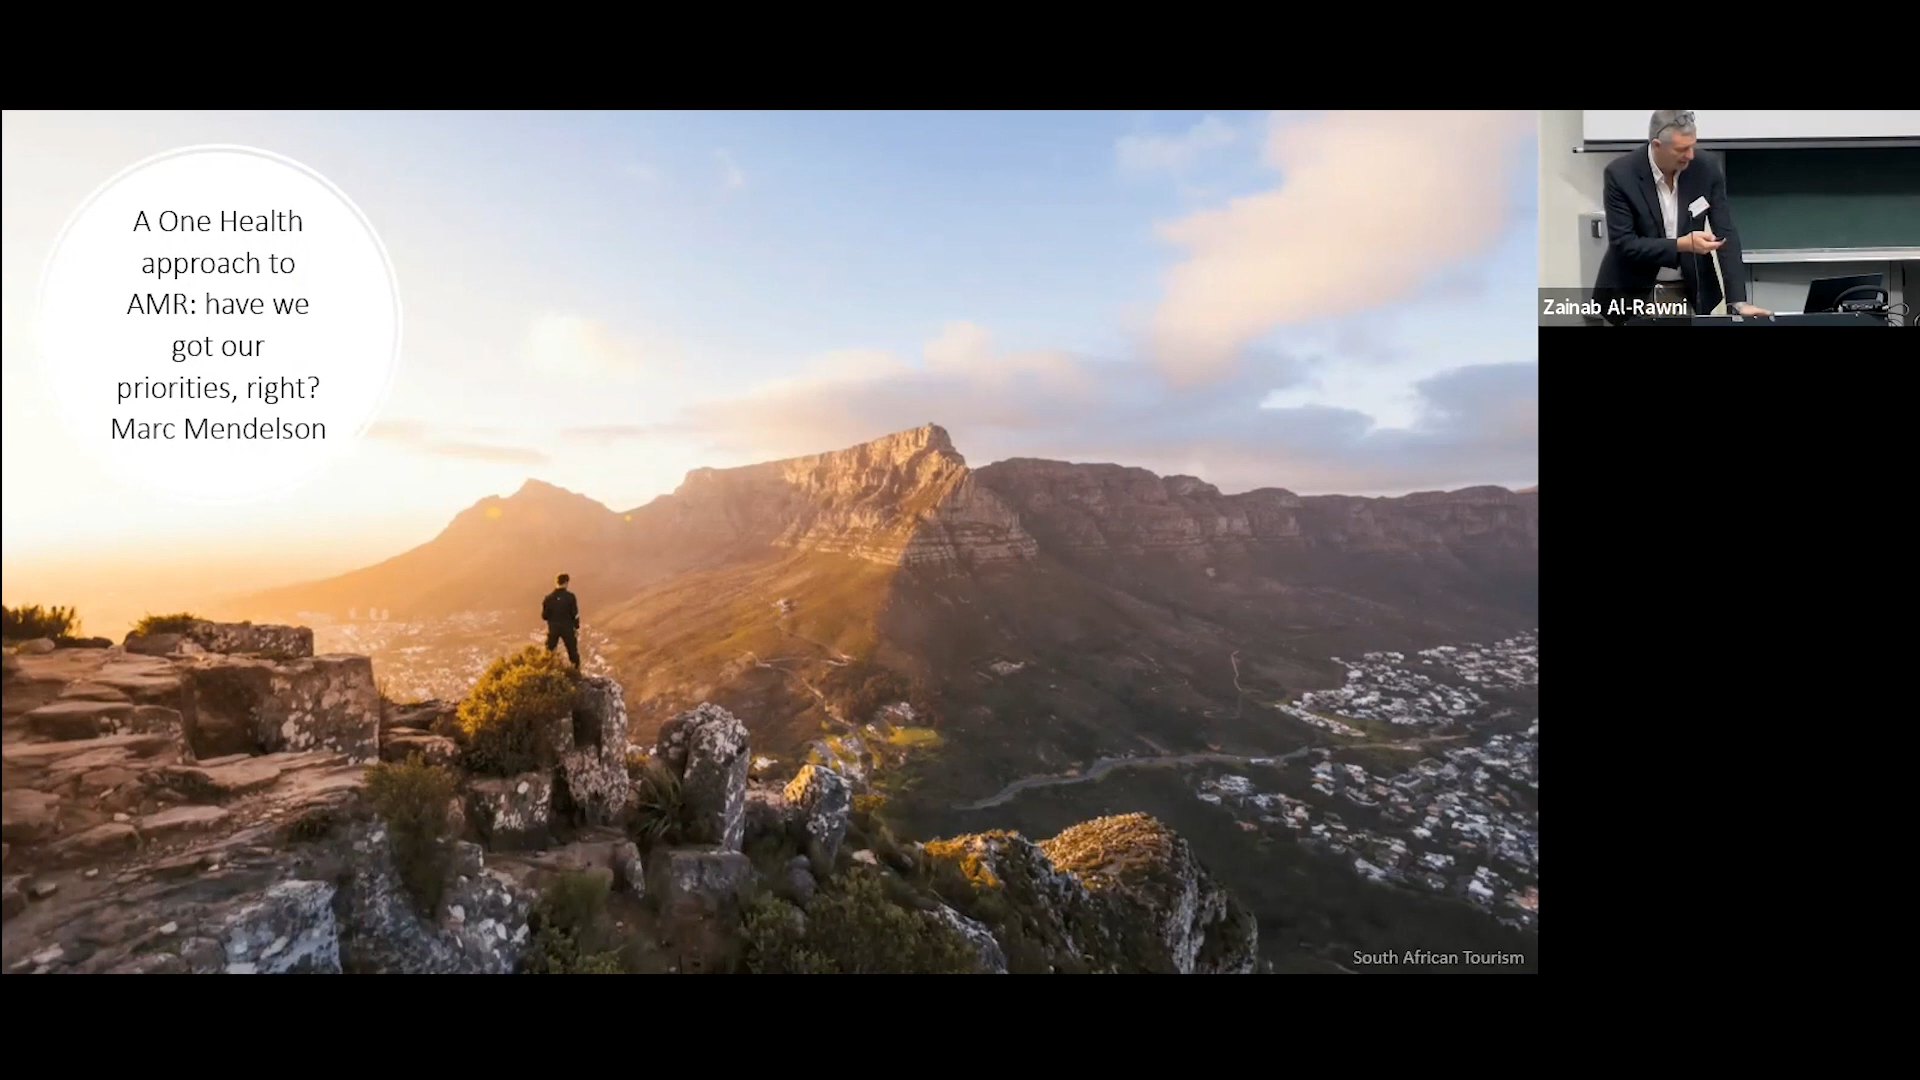 A One Health
approach to
AMR: have we
got our
priorities, right?
Marc Mendelson
Zainab Al-Rawni
South African Tourism